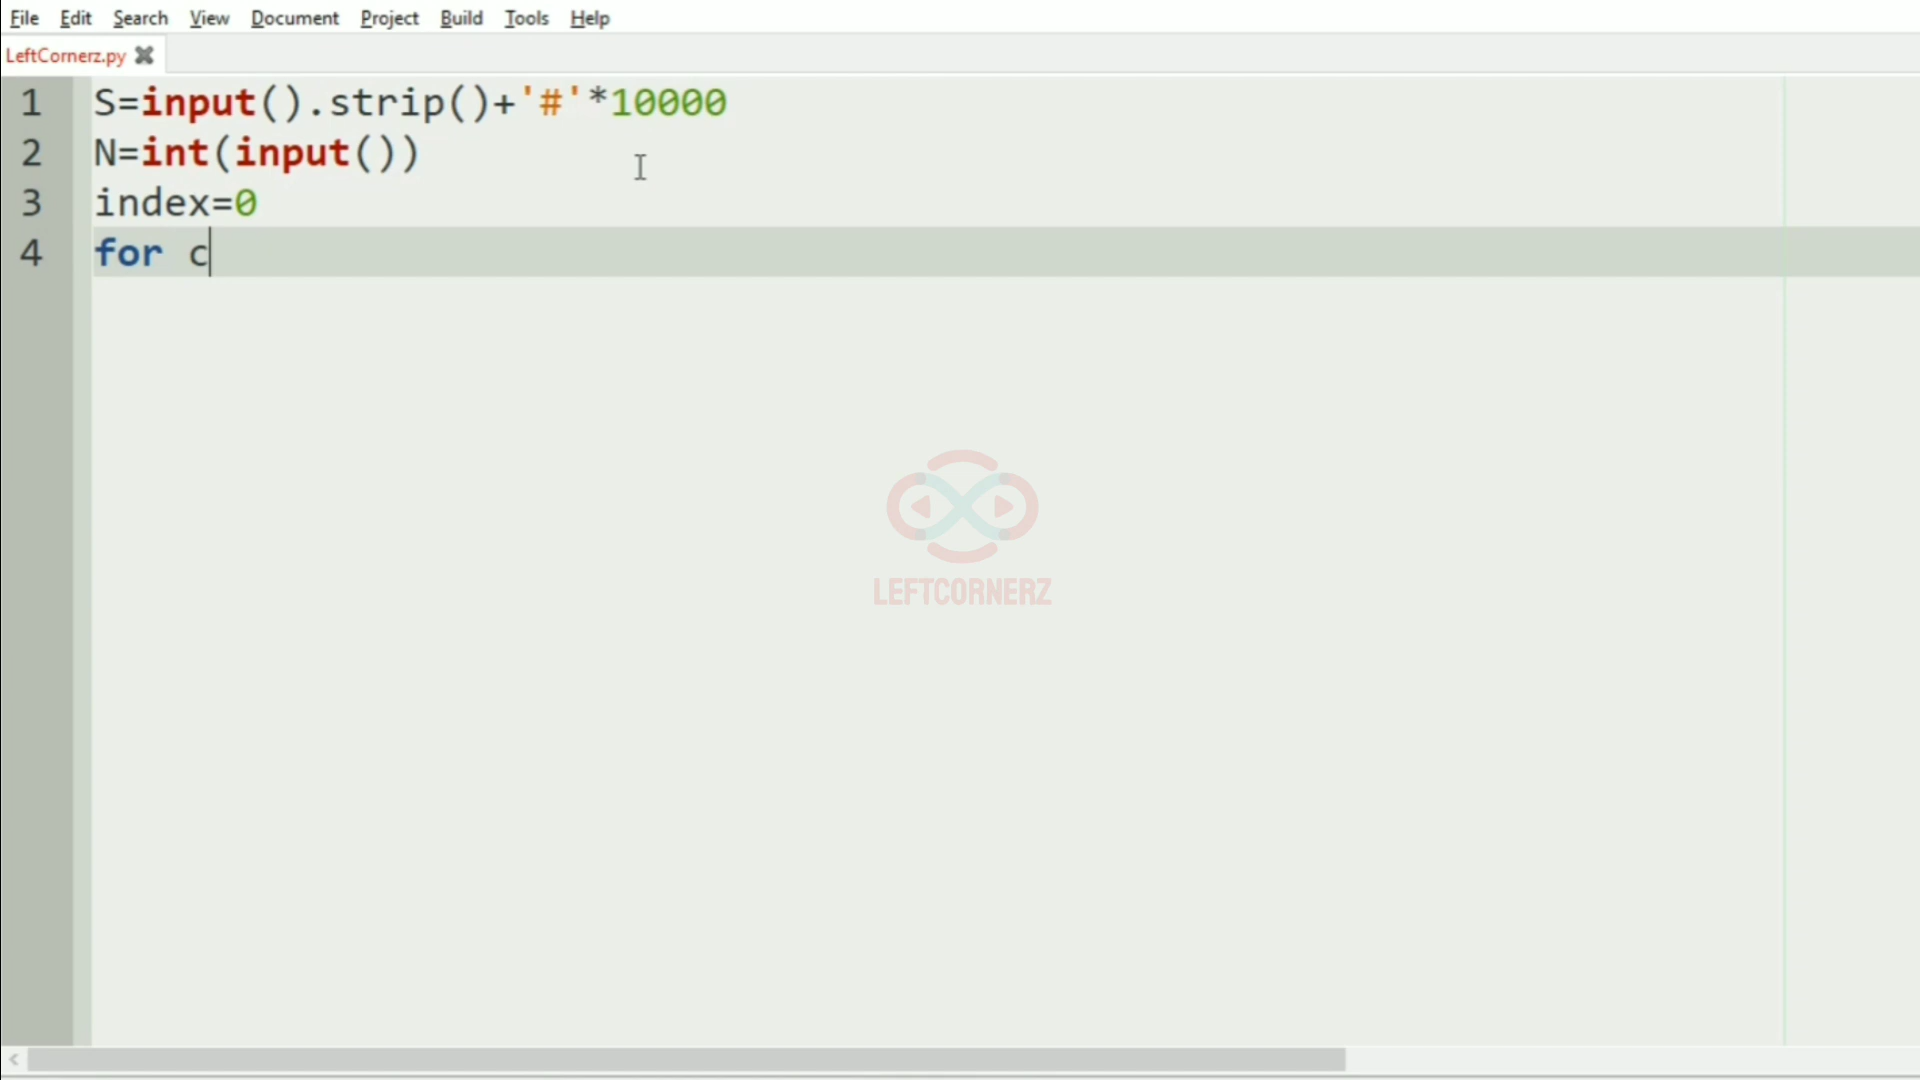 File Edit Search View Document Project Build Tools Help
LeftCornerz.py
1 S=input().strip()+'#'*10000
2 N=int(input())
3 index=0
4 for c
LEFTCORNERZ